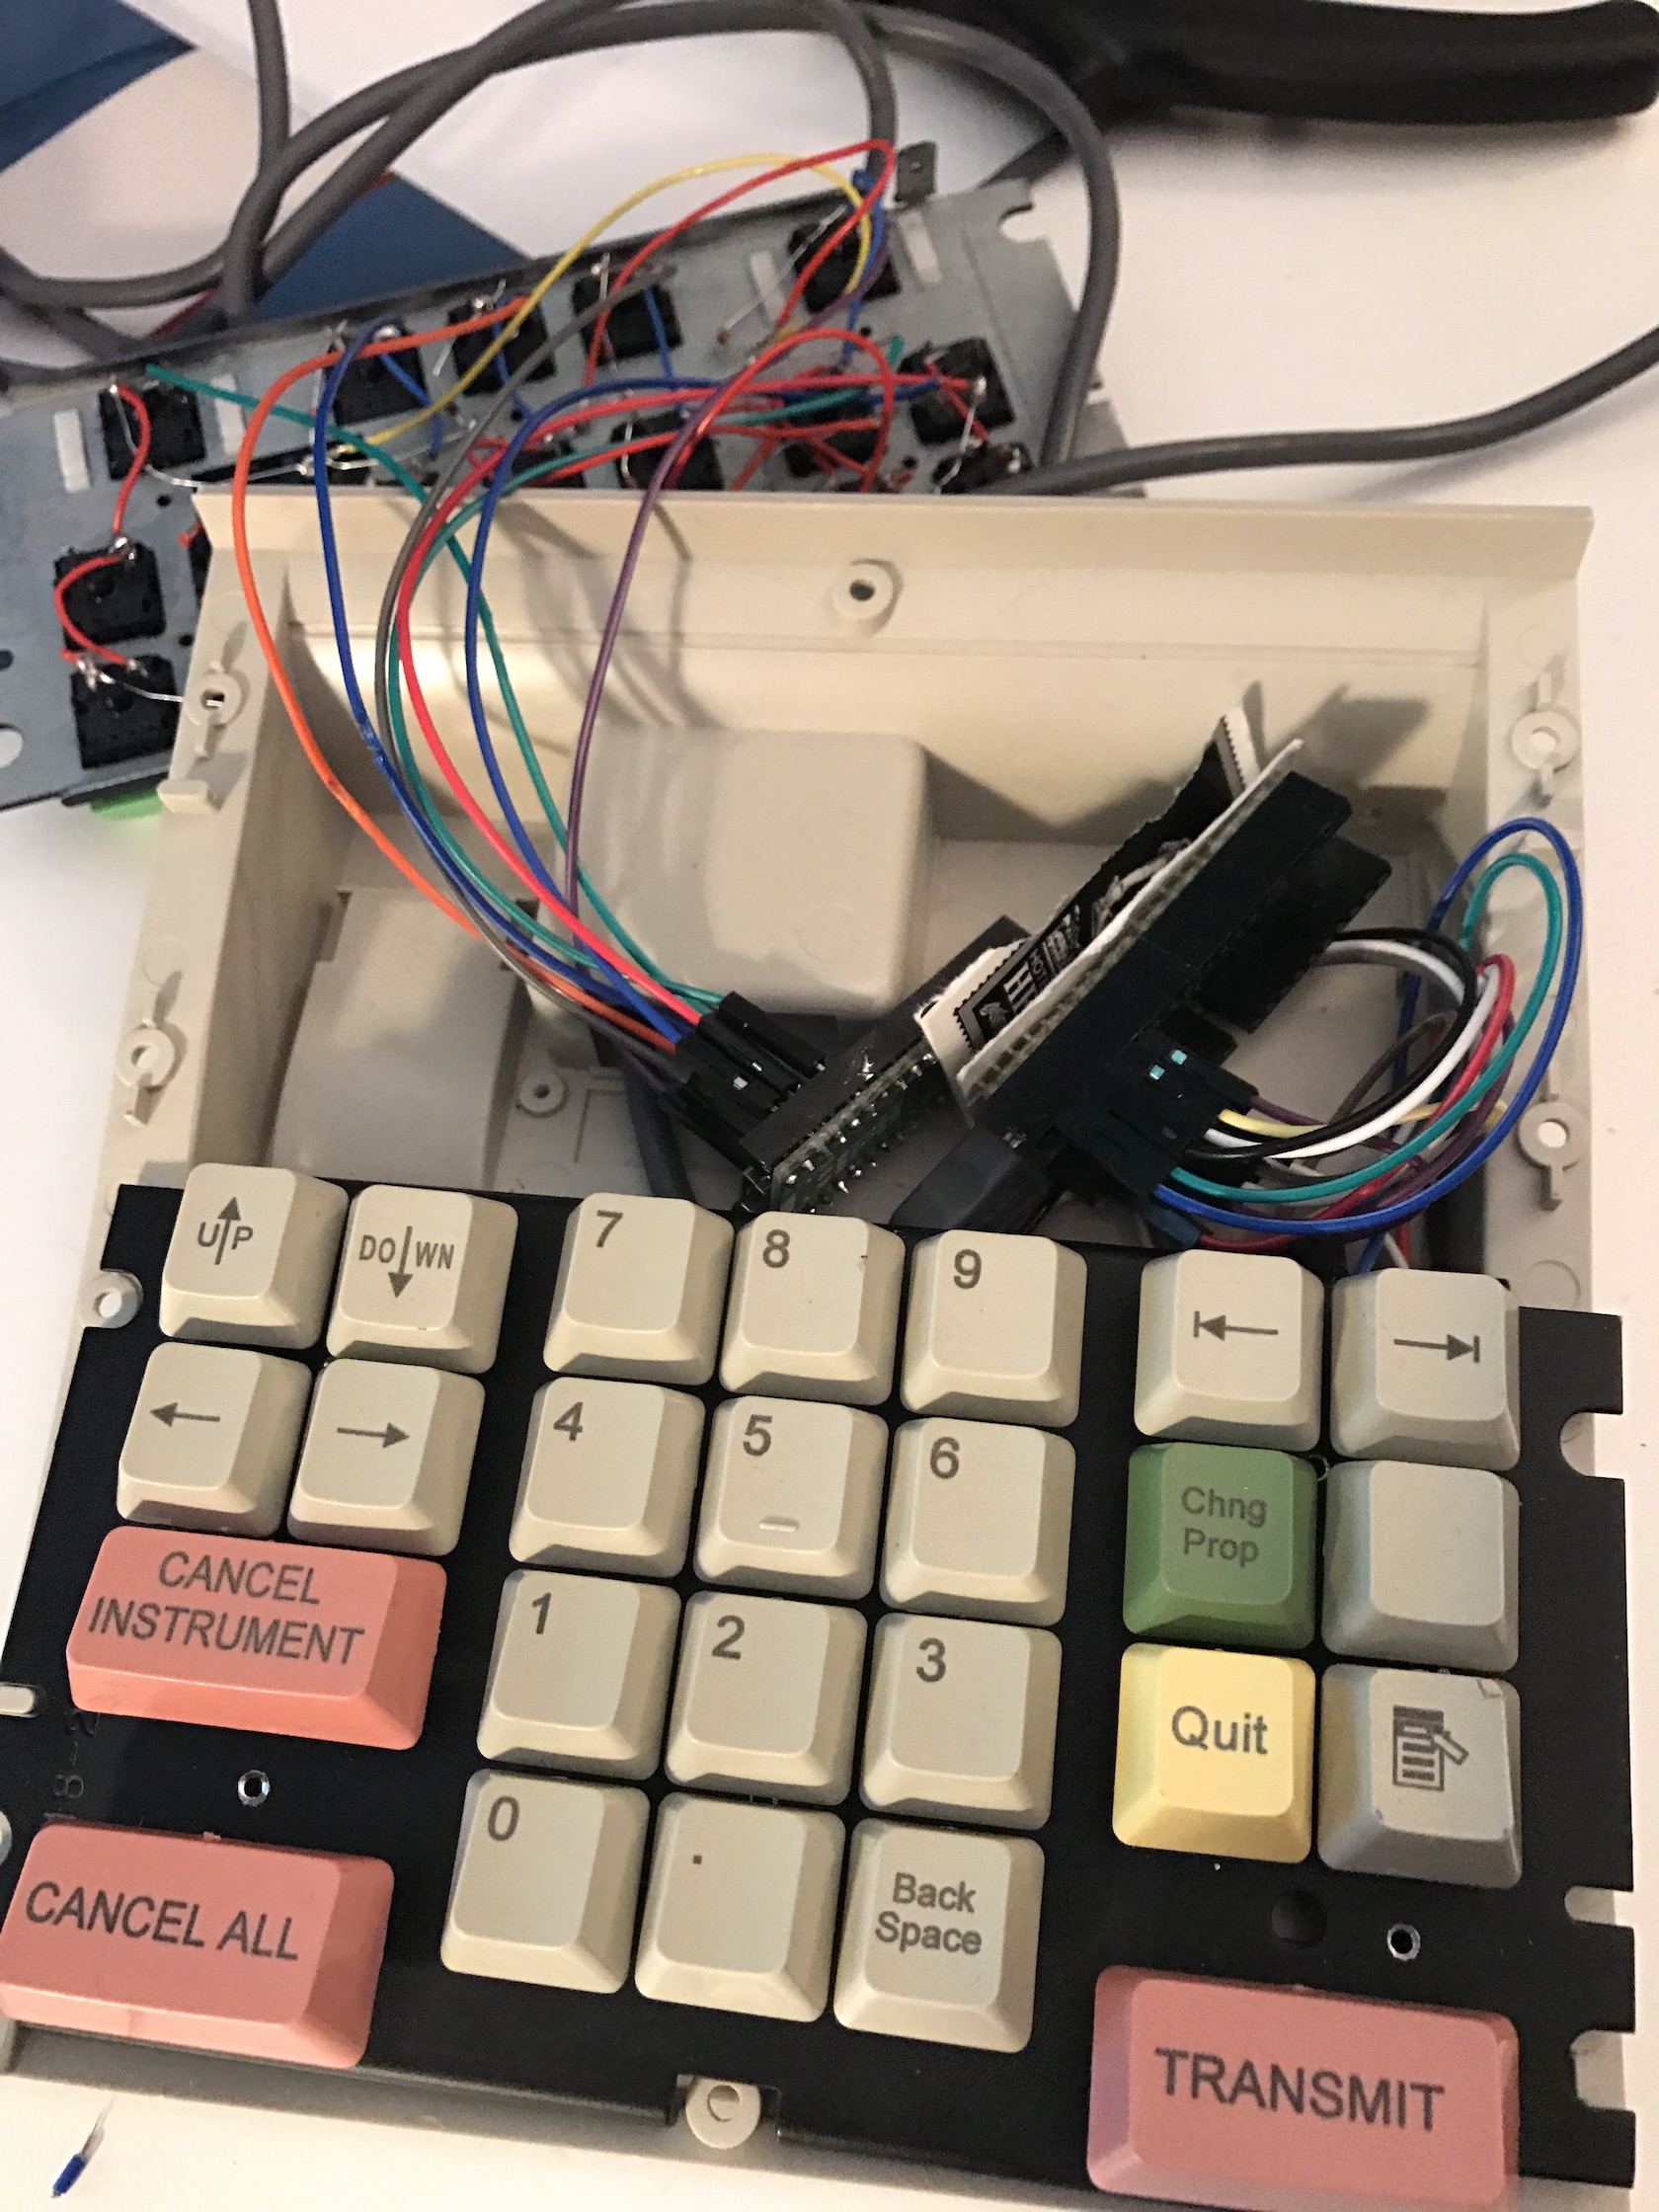 UP
DOWN
7
8
9
4
5
6
Chng
Prop
CANCEL
INSTRUMENT
1
2
3
Quit
0
.
Back
Space
CANCEL ALL
TRANSMIT